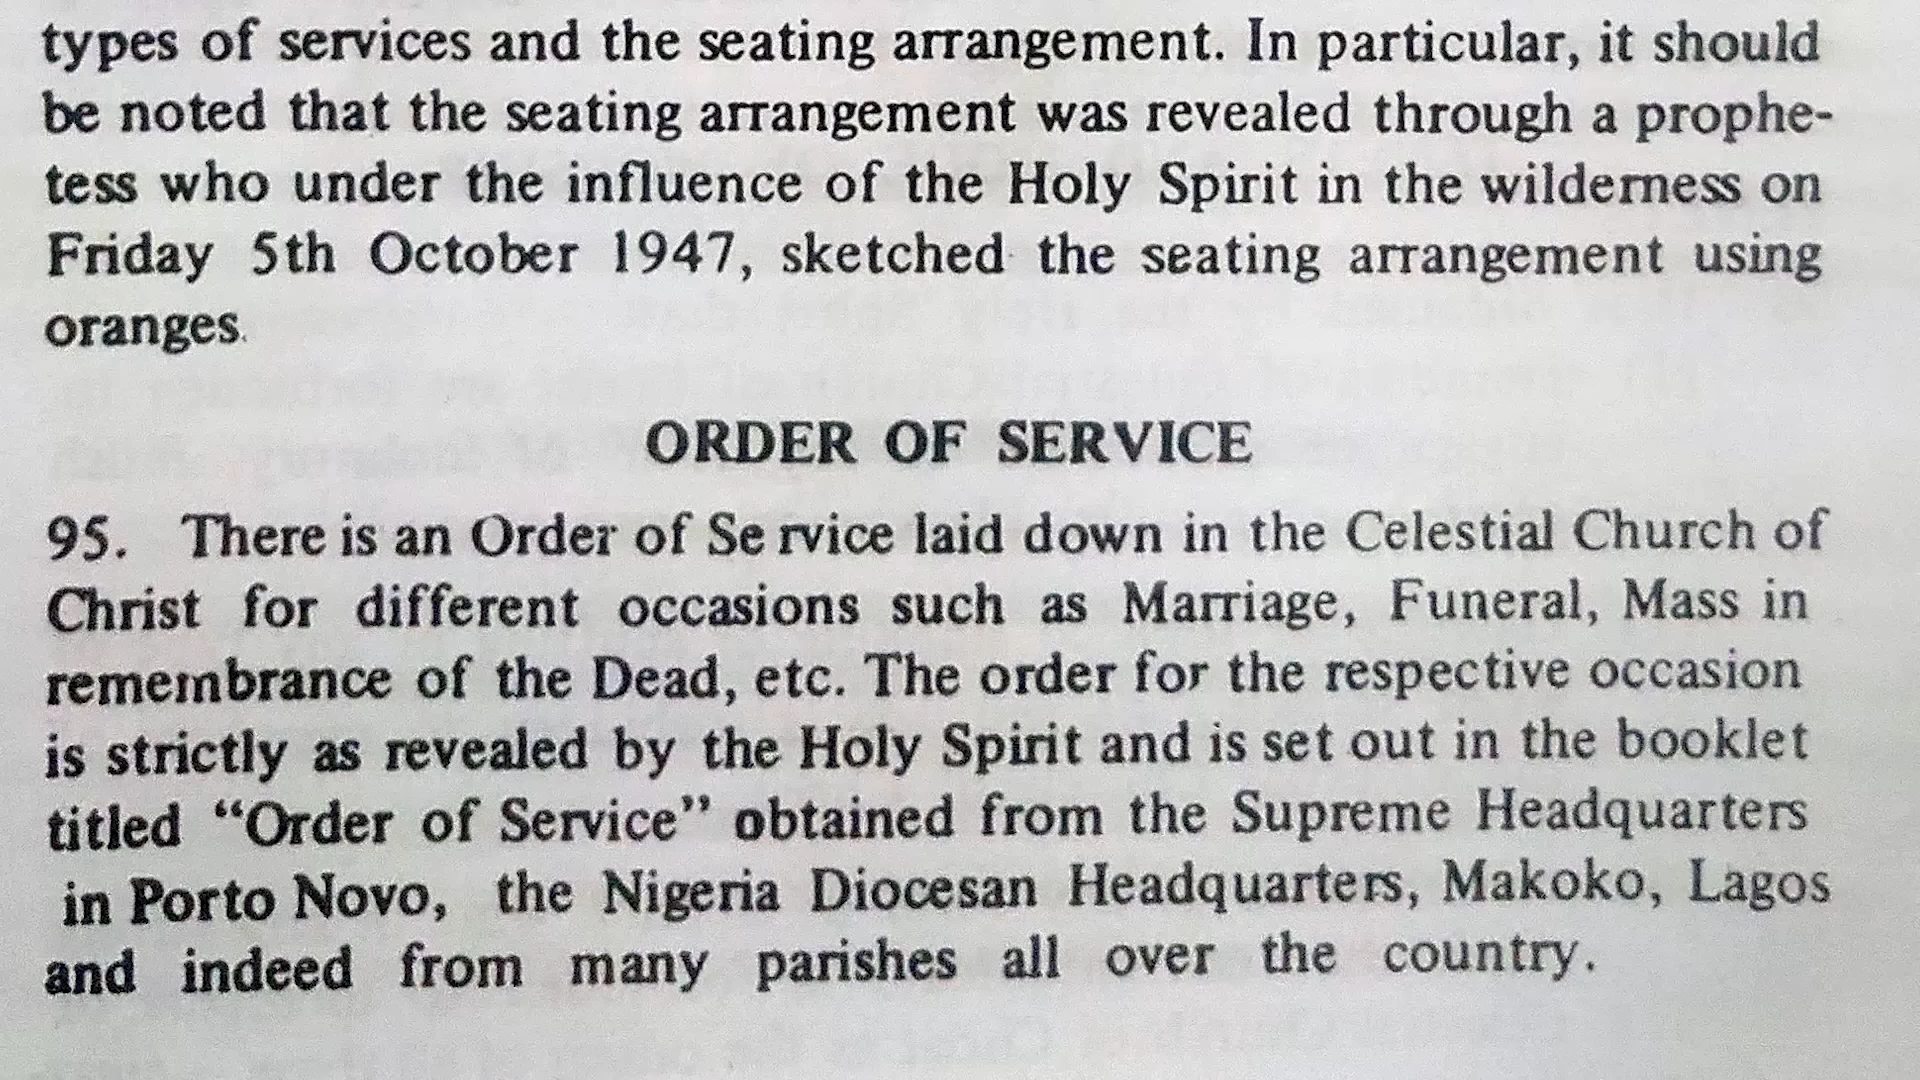 types of services and the seating arrangement. In particular, it should
be noted that the seating arrangement was revealed through a prophe-
tess who under the influence of the Holy Spirit in the wilderness on
Friday 5th October 1947, sketched the seating arrangement using
oranges.
ORDER OF SERVICE
95. There is an Order of Se rvice laid down in the Celestial Church of
Christ for different occasions such as Marriage, Funeral, Mass in
remembrance of the Dead, etc. The order for the respective occasion
is strictly as revealed by the Holy Spirit and is set out in the booklet
titled “Order of Service” obtained from the Supreme Headquarters
in Porto Novo, the Nigeria Diocesan Headquarters, Makoko, Lagos
and indeed from many parishes all over the country.